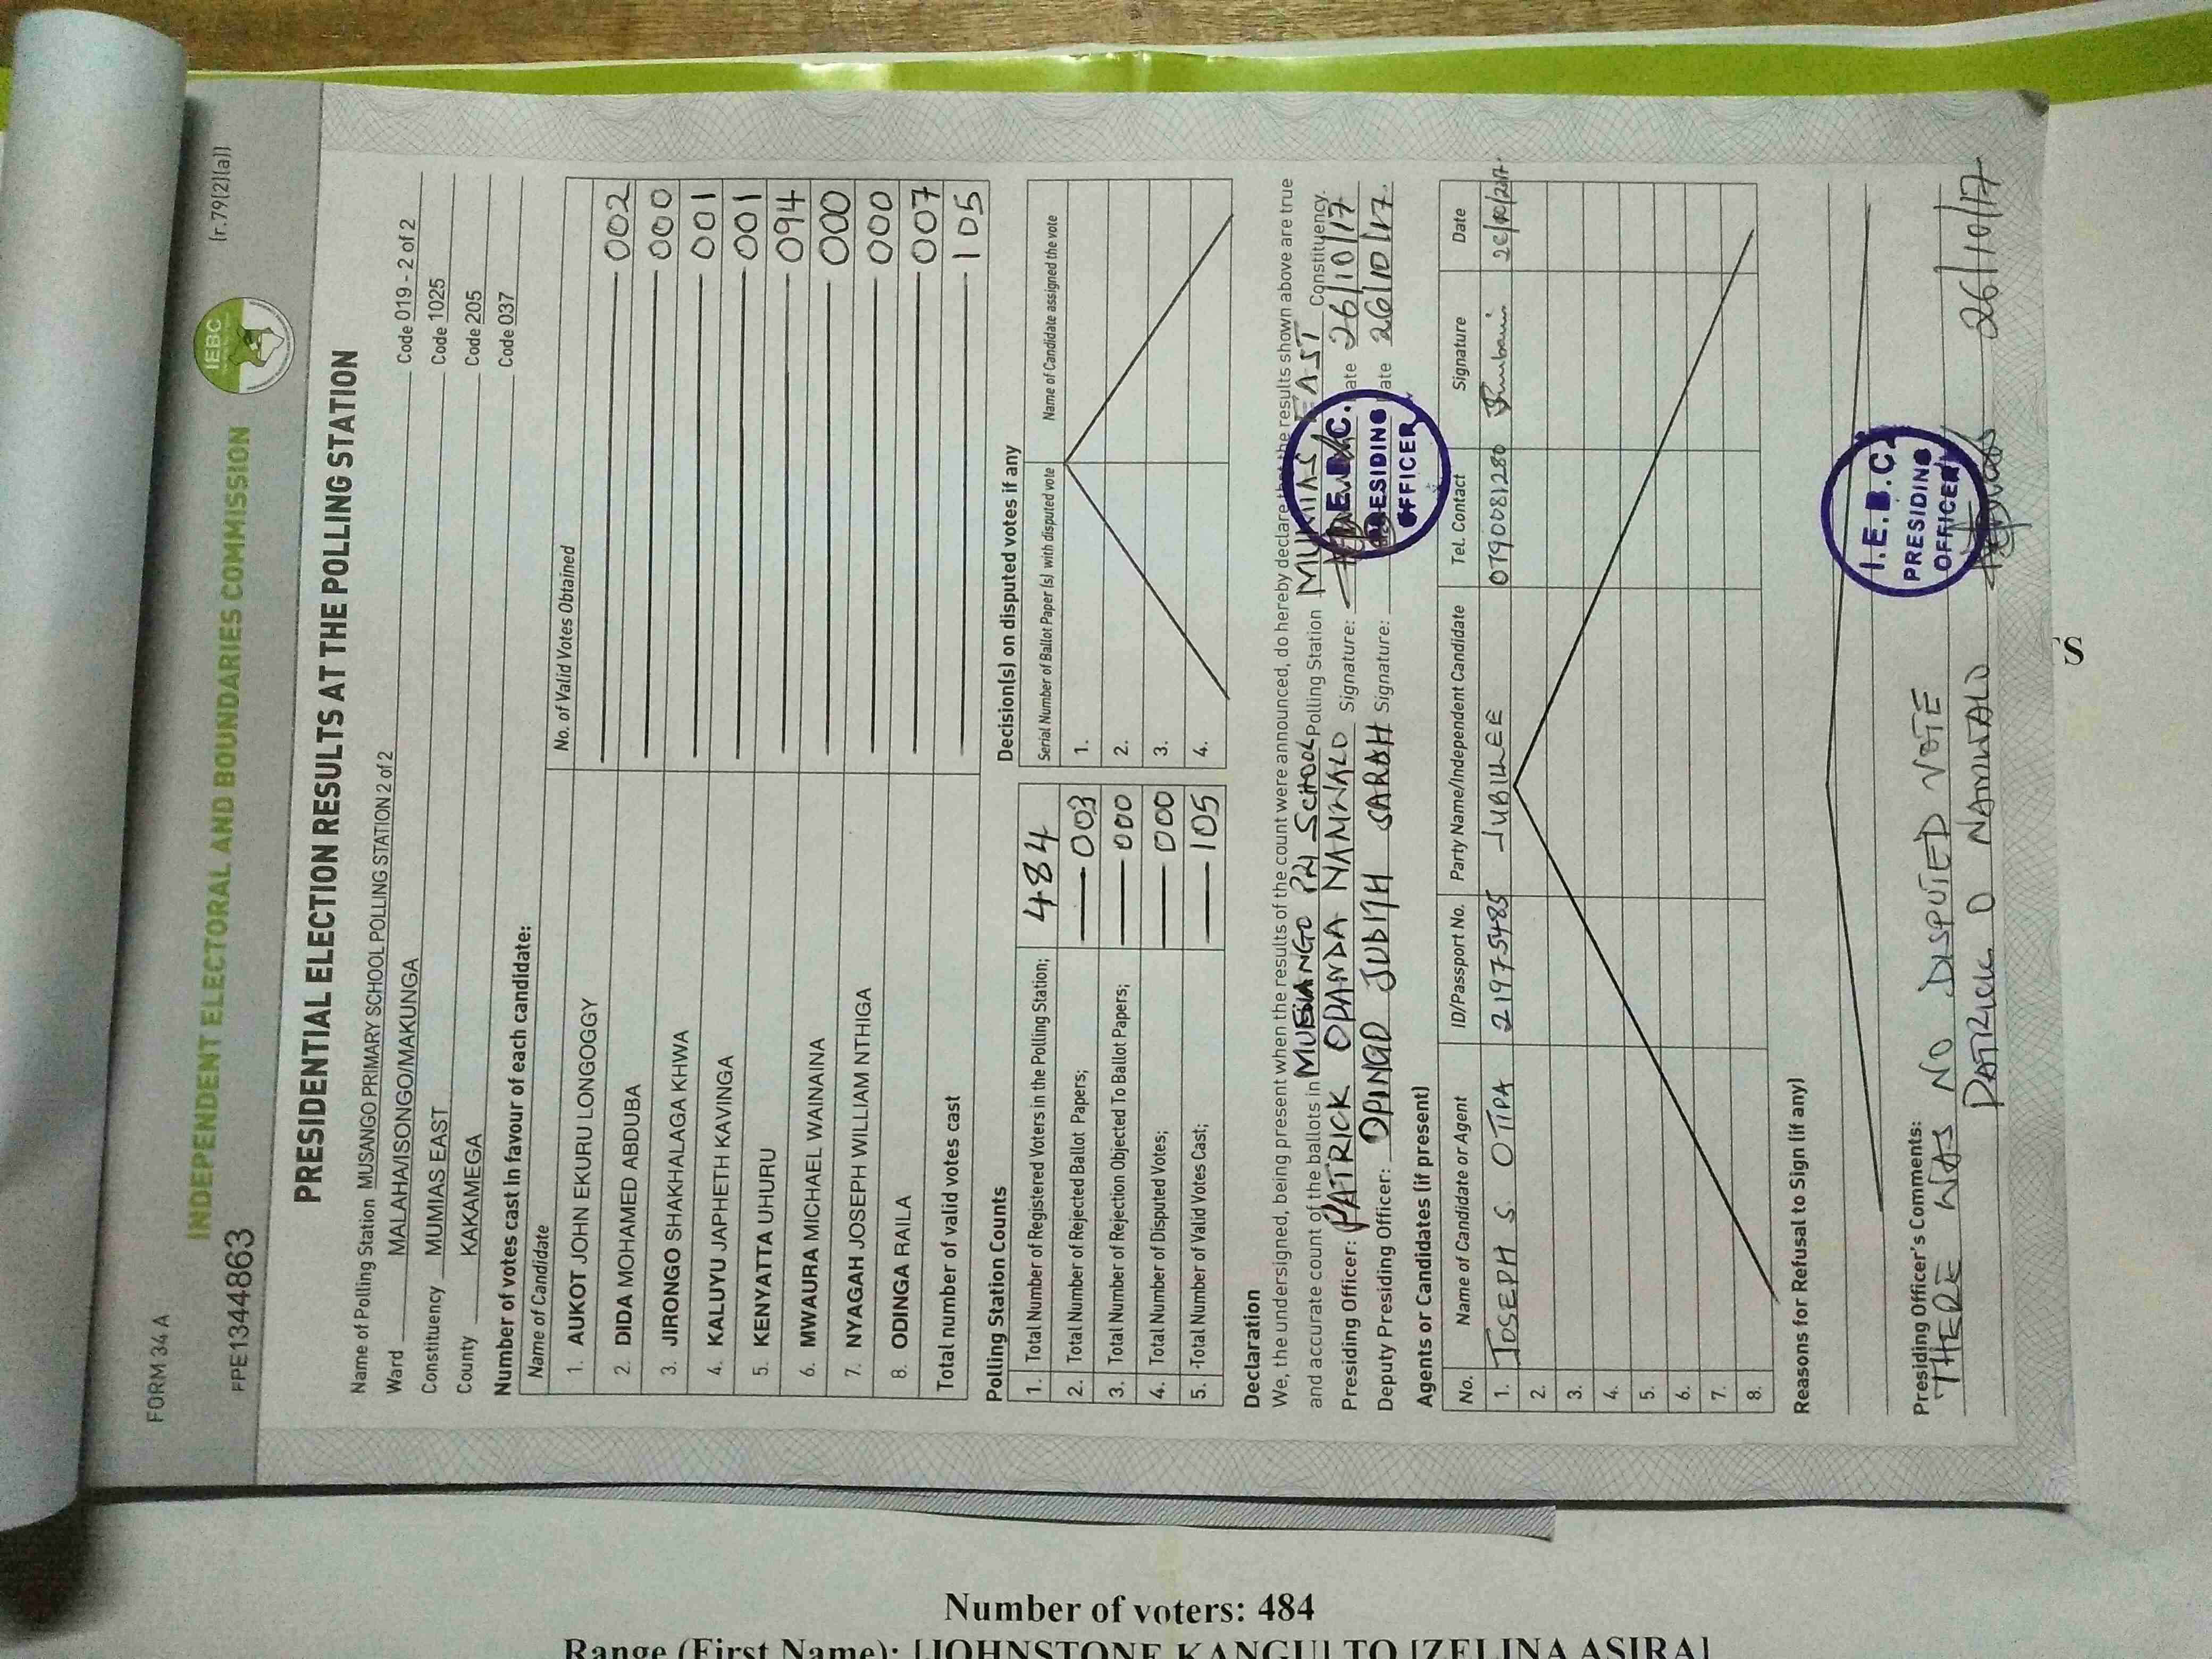 FORM 34 A
(r.79(2)(a))
IEBC
INDEPENDENT ELECTORAL AND BOUNDARIES COMMISSION
PPE1344863
PRESIDENTIAL ELECTION RESULTS AT THE POLLING STATION
Name of Polling Station MUSANGO PRIMARY SCHOOL POLLING STATION 2 of 2 Code 019 - 2 of 2
Ward MALAHA/ISONGO/MAKUNGA Code 1025
Constituency MUMIAS EAST Code 205
County KAKAMEGA Code 037
Number of votes cast in favour of each candidate:
Name of Candidate No. of Valid Votes Obtained
1. AUKOT JOHN EKURU LONGOGGY 002
2. DIDA MOHAMED ABDUBA 000
3. JIRONGO SHAKHALAGA KHWA 001
4. KALUYU JAPHETH KAVINGA 001
5. KENYATTA UHURU 094
6. MWAURA MICHAEL WAINAINA 000
7. NYAGAH JOSEPH WILLIAM NTHIGA 000
8. ODINGA RAILA 007
Total number of valid votes cast 105
Polling Station Counts
1. Total Number of Registered Voters in the Polling Station; 484
2. Total Number of Rejected Ballot Papers; 003
3. Total Number of Rejection Objected To Ballot Papers; 000
4. Total Number of Disputed Votes; 000
5. Total Number of Valid Votes Cast; 105
Decision(s) on disputed votes if any
Serial Number of Ballot Paper (s) with disputed vote Name of Candidate assigned the vote
1.
2.
3.
4.
Declaration
We, the undersigned, being present when the results of the count were announced, do hereby declare that the results shown above are true
and accurate count of the ballots in PRI SCHOOL Polling Station MUMIAS EAST Constituency.
Presiding Officer: PATRICK ODANDA NAMWALO Signature: Date 26/10/17
Deputy Presiding Officer: OPINGO JUDITH SARAH Signature: Date 26/10/17
I.E.B.C. PRESIDING OFFICER
Agents or Candidates (if present)
No. Name of Candidate or Agent ID/Passport No. Party Name/Independent Candidate Tel. Contact Signature Date
1. JOSEPH S. OTIPA 21975485 JUBILEE 0790081280 26/10/2017
2.
3.
4.
5.
6.
7.
8.
Reasons for Refusal to Sign (if any)
Presiding Officer's Comments:
THERE WAS NO DISPUTED VOTE
PATRICK O NAMWALO 26/10/17
I.E.B.C. PRESIDING OFFICER
S
Number of voters: 484
Range (First Name): [JOHNSTONE KANGU] TO [ZELINA ASIRA]